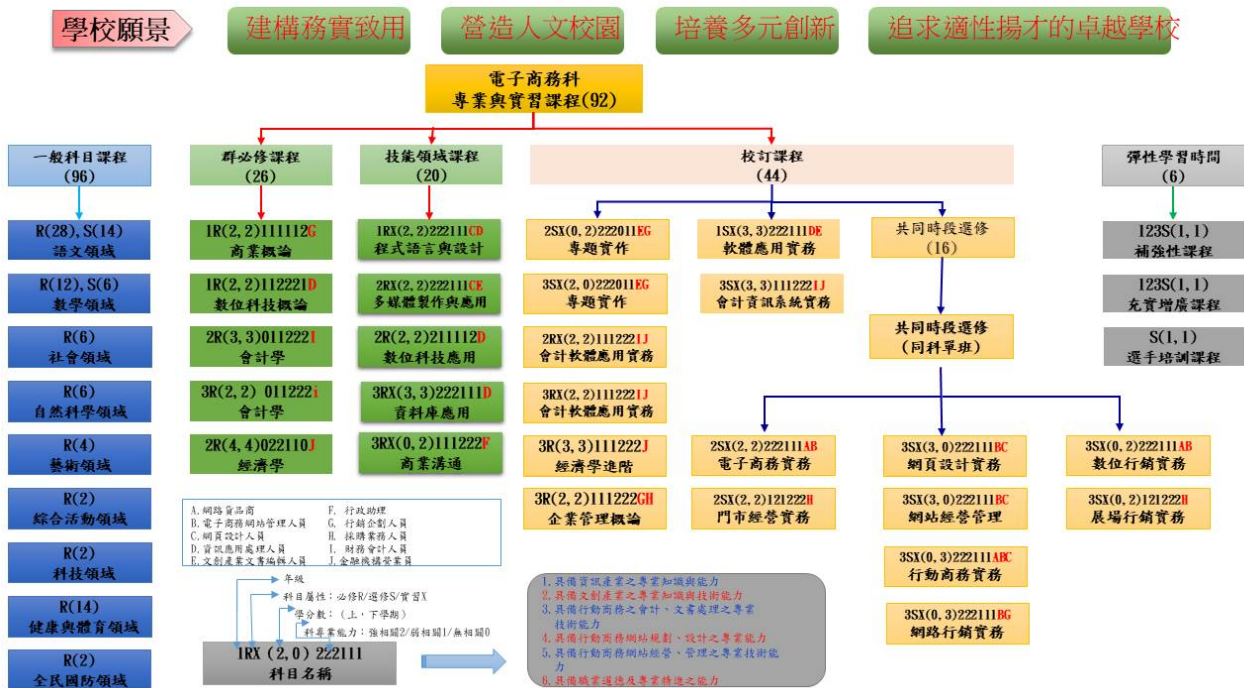 學校願景
建構務實致用
營造人文校園
培養多元創新
追求適性揚才的卓越學校
電子商務科
專業與實習課程(92)
一般科目課程
(96)
群必修課程
(26)
技能領域課程
(20)
校訂課程
(44)
彈性學習時間
(6)
R(28),S(14)
語文領域
R(12),S(6)
數學領域
R(6)
社會領域
R(6)
自然科學領域
R(4)
藝術領域
R(2)
綜合活動領域
R(2)
科技領域
R(14)
健康與體育領域
R(2)
全民國防領域
1R(2,2)111112G
商業概論
1R(2,2)112221D
數位科技概論
2R(3,3)011222I
會計學
3R(2,2) 011222i
會計學
2R(4,4)022110J
經濟學
1RX(2,2)222111CD
程式語言與設計
2RX(2,2)222111CE
多媒體製作與應用
2R(2,2)211112D
數位科技應用
3RX(3,3)222111D
資料庫應用
3RX(0,2)111222F
商業溝通
2SX(0,2)222011EG
專題實作
3SX(2,0)222011EG
專題實作
2RX(2,2)111222IJ
會計軟體應用實務
3RX(2,2)111222IJ
會計軟體應用實務
3R(3,3)111222J
經濟學進階
3R(2,2)111222GH
企業管理概論
1SX(3,3)222111DE
軟體應用實務
3SX(3,3)111222IJ
會計資訊系統實務
共同時段選修
(16)
共同時段選修
(同科單班)
2SX(2,2)222111AB
電子商務實務
2SX(2,2)121222H
門市經營實務
3SX(3,0)222111BC
網頁設計實務
3SX(3,0)222111BC
網站經營管理
3SX(0,3)222111ABC
行動商務實務
3SX(0,3)222111BG
網路行銷實務
3SX(0,2)222111AB
數位行銷實務
3SX(0,2)121222H
展場行銷實務
123S(1,1)
補強性課程
123S(1,1)
充實增廣課程
S(1,1)
選手培訓課程
A.網路賣品商
B.電子商務網站管理人員
C.網頁設計人員
D.資訊應用處理人員
E.文創產業文書編輯人員
F. 行政助理
G. 行銷企劃人員
H. 採購業務人員
I. 財務會計人員
J.金融機構營業員
年級
科目屬性：必修R/選修S/實習X
學分數：（上，下學期）
科專業能力：強相關2/弱相關1/無相關0
1RX (2,0) 222111
科目名稱
1.具備資訊產業之專業知識與能力
2.具備文創產業之專業知識與技術能力
3.具備行動商務之會計、文書處理之專業
技術能力
4.具備行動商務網站規劃、設計之專業能力
5.具備行動商務網站經營、管理之專業技術能
力
6.具備職業道德及專業精進之能力